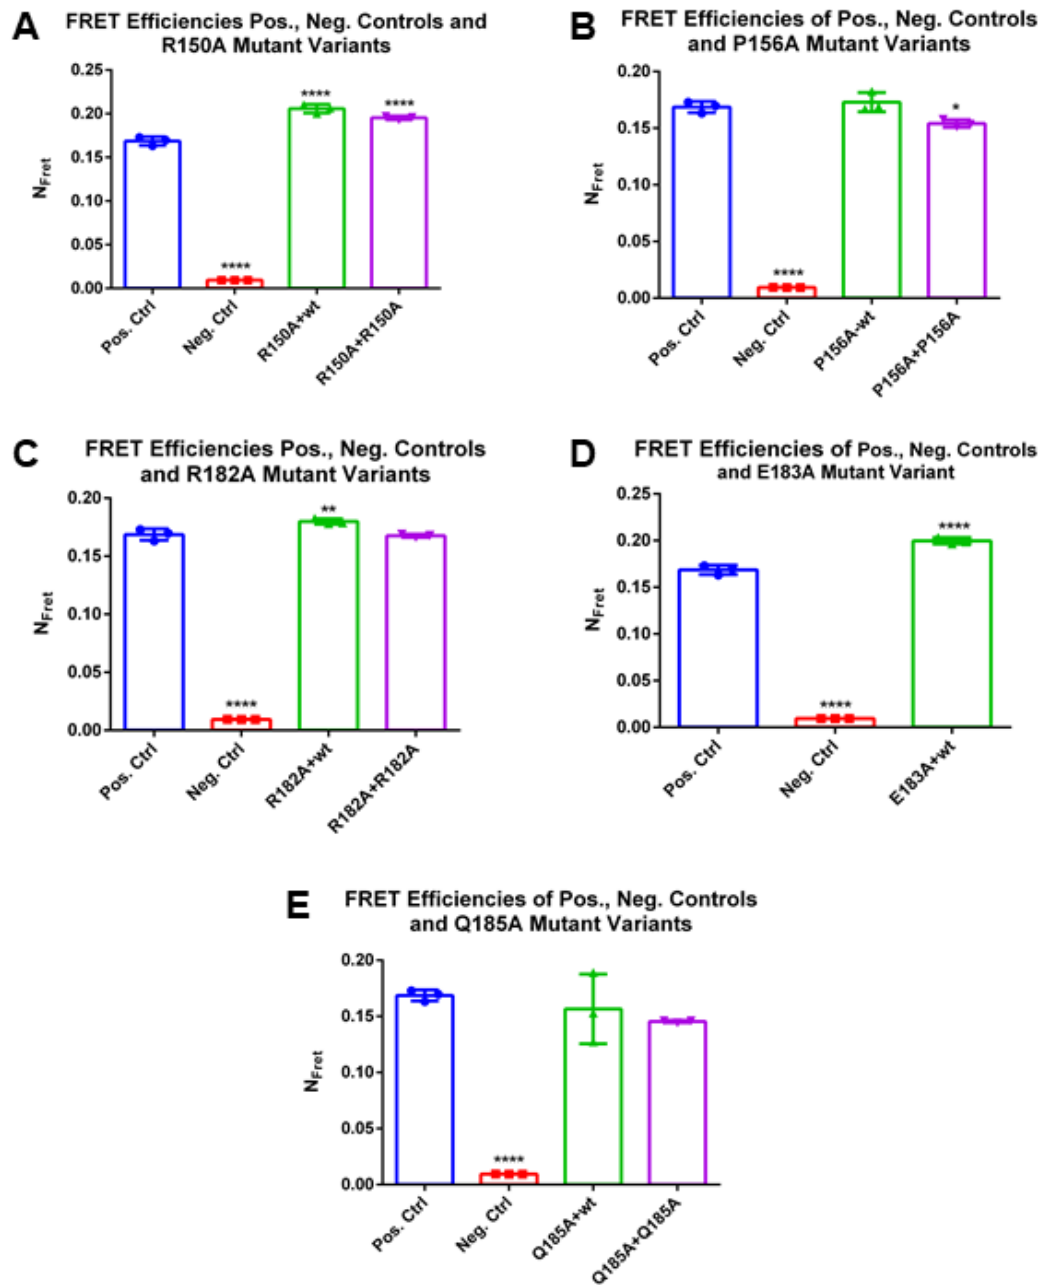 A
FRET Efficiencies Pos., Neg. Controls and
R150A Mutant Variants
0.25
0.20
0.15
0.10
0.05
0.00
N_Fret
****
****
****
Pos. Ctrl
Neg. Ctrl
R150A+wt
R150A+R150A
B
FRET Efficiencies of Pos., Neg. Controls
and P156A Mutant Variants
0.20
0.15
0.10
0.05
0.00
N_Fret
****
*
Pos. Ctrl
Neg. Ctrl
P156A-wt
P156A+P156A
C
FRET Efficiencies Pos., Neg. Controls
and R182A Mutant Variants
0.20
0.15
0.10
0.05
0.00
N_Fret
****
**
Pos. Ctrl
Neg. Ctrl
R182A+wt
R182A+R182A
D
FRET Efficiencies of Pos., Neg. Controls
and E183A Mutant Variant
0.25
0.20
0.15
0.10
0.05
0.00
N_Fret
****
****
Pos. Ctrl
Neg. Ctrl
E183A+wt
E
FRET Efficiencies of Pos., Neg. Controls
and Q185A Mutant Variants
0.20
0.15
0.10
0.05
0.00
N_Fret
****
Pos. Ctrl
Neg. Ctrl
Q185A+wt
Q185A+Q185A